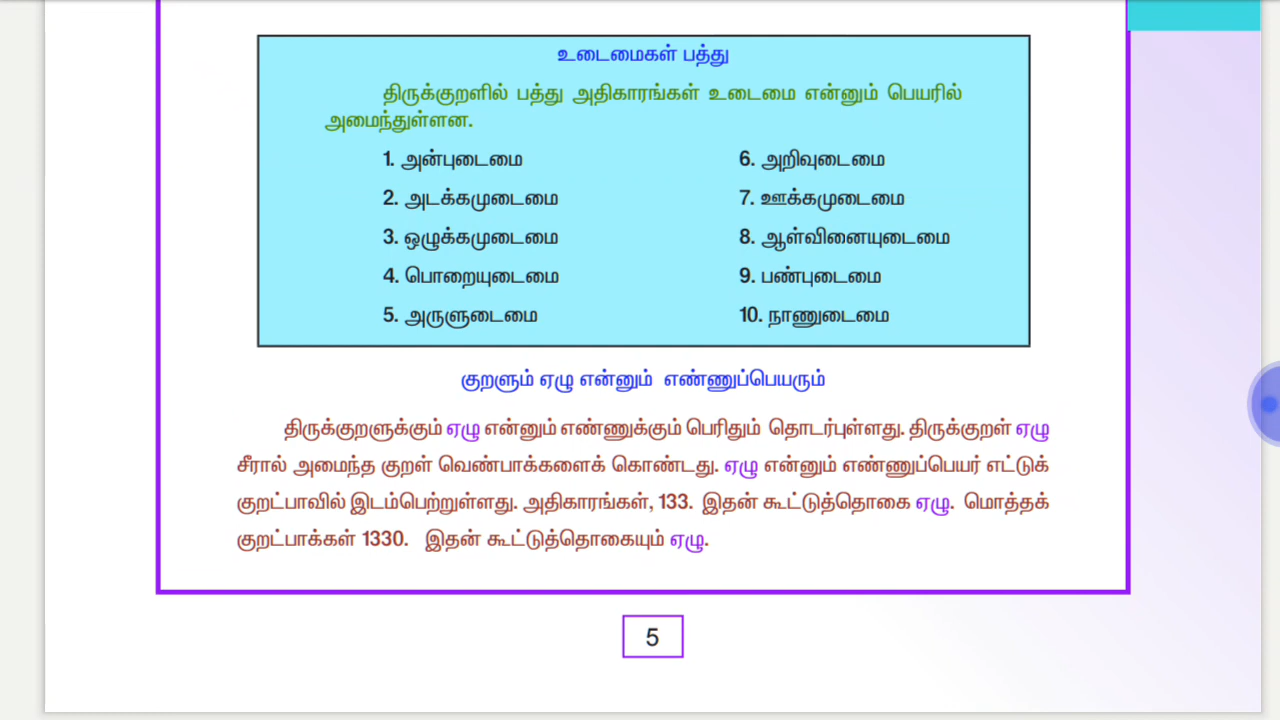 உடைமைகள் பத்து
திருக்குறளில் பத்து அதிகாரங்கள் உடைமை என்னும் பெயரில்
அமைந்துள்ளன.
1. அன்புடைமை
2. அடக்கமுடைமை
3. ஒழுக்கமுடைமை
4. பொறையுடைமை
5. அருளுடைமை
6. அறிவுடைமை
7. ஊக்கமுடைமை
8. ஆள்வினையுடைமை
9. பண்புடைமை
10. நாணுடைமை
குறளும் ஏழு என்னும் எண்ணுப்பெயரும்
திருக்குறளுக்கும் ஏழு என்னும் எண்ணுக்கும் பெரிதும் தொடர்புள்ளது. திருக்குறள் ஏழு
சீரால் அமைந்த குறள் வெண்பாக்களைக் கொண்டது. ஏழு என்னும் எண்ணுப்பெயர் எட்டுக்
குறட்பாவில் இடம்பெற்றுள்ளது. அதிகாரங்கள், 133. இதன் கூட்டுத்தொகை ஏழு. மொத்தக்
குறட்பாக்கள் 1330. இதன் கூட்டுத்தொகையும் ஏழு.
5